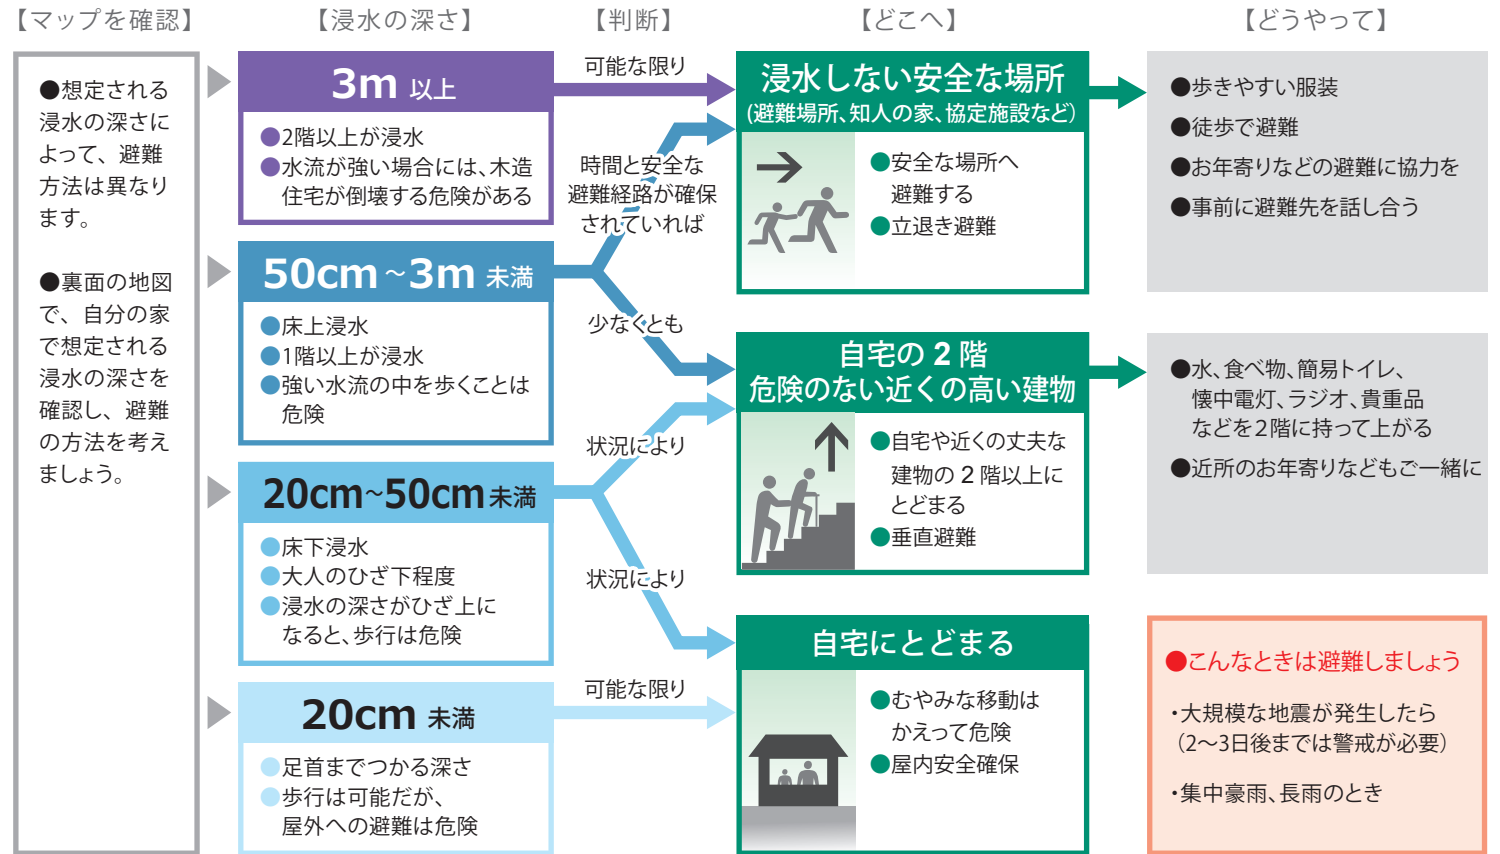 【マップを確認】
【浸水の深さ】
【判断】
【どこへ】
【どうやって】
●想定される
浸水の深さに
よって、避難
方法は異なり
ます。
●裏面の地図
で、自分の家
で想定される
浸水の深さを
確認し、避難
の方法を考え
ましょう。
3m 以上
●2階以上が浸水
●水流が強い場合には、木造
住宅が倒壊する危険がある
50cm～3m 未満
●床上浸水
●1階以上が浸水
●強い水流の中を歩くことは
危険
20cm～50cm未満
●床下浸水
●大人のひざ下程度
●浸水の深さがひざ上に
なると、歩行は危険
20cm 未満
●足首までつかる深さ
●歩行は可能だが、
屋外への避難は危険
可能な限り
時間と安全な
避難経路が確保
されていれば
少なくとも
状況により
状況により
可能な限り
浸水しない安全な場所
(避難場所、知人の家、協定施設など)
●安全な場所へ
避難する
●立退き避難
自宅の 2 階
危険のない近くの高い建物
●自宅や近くの丈夫な
建物の 2 階以上に
とどまる
●垂直避難
自宅にとどまる
●むやみな移動は
かえって危険
●屋内安全確保
●歩きやすい服装
●徒歩で避難
●お年寄りなどの避難に協力を
●事前に避難先を話し合う
●水、食べ物、簡易トイレ、
懐中電灯、ラジオ、貴重品
などを２階に持って上がる
●近所のお年寄りなどもご一緒に
●こんなときは避難しましょう
・大規模な地震が発生したら
（2～3日後までは警戒が必要）
・集中豪雨、長雨のとき